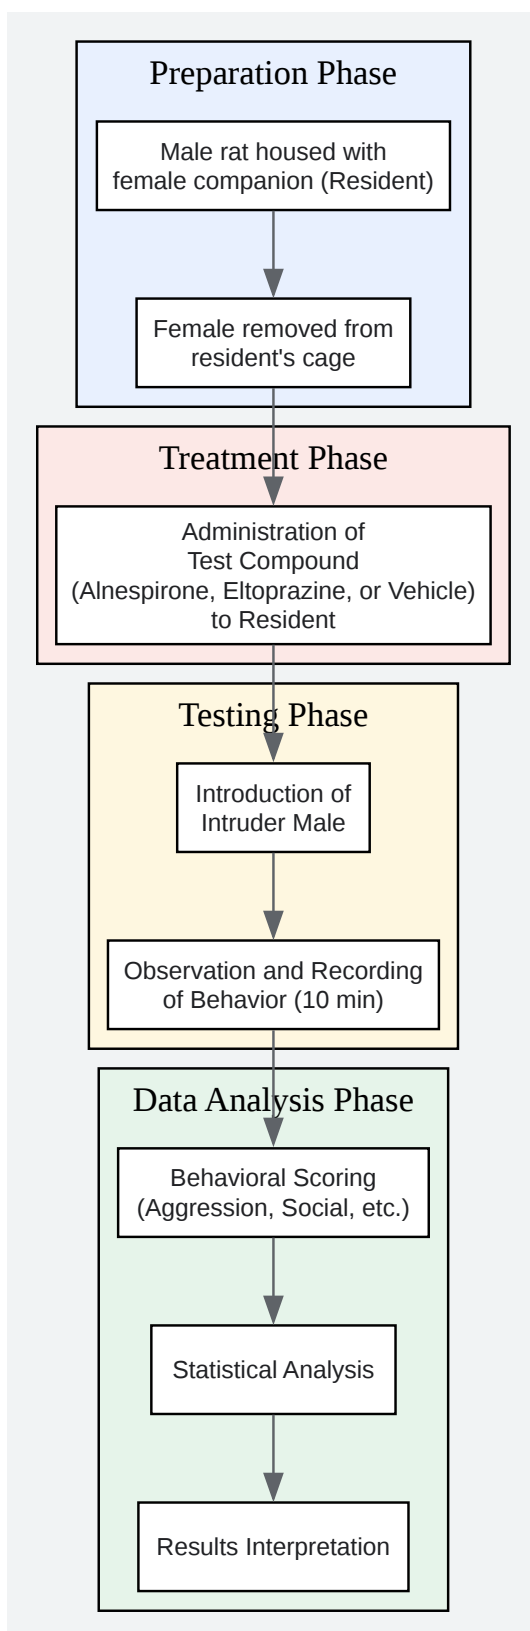 Preparation Phase
Male rat housed with
female companion (Resident)
Female removed from
resident's cage
Treatment Phase
Administration of
Test Compound
(Alnespirone, Eltoprazine, or Vehicle)
to Resident
Testing Phase
Introduction of
Intruder Male
Observation and Recording
of Behavior (10 min)
Data Analysis Phase
Behavioral Scoring
(Aggression, Social, etc.)
Statistical Analysis
Results Interpretation